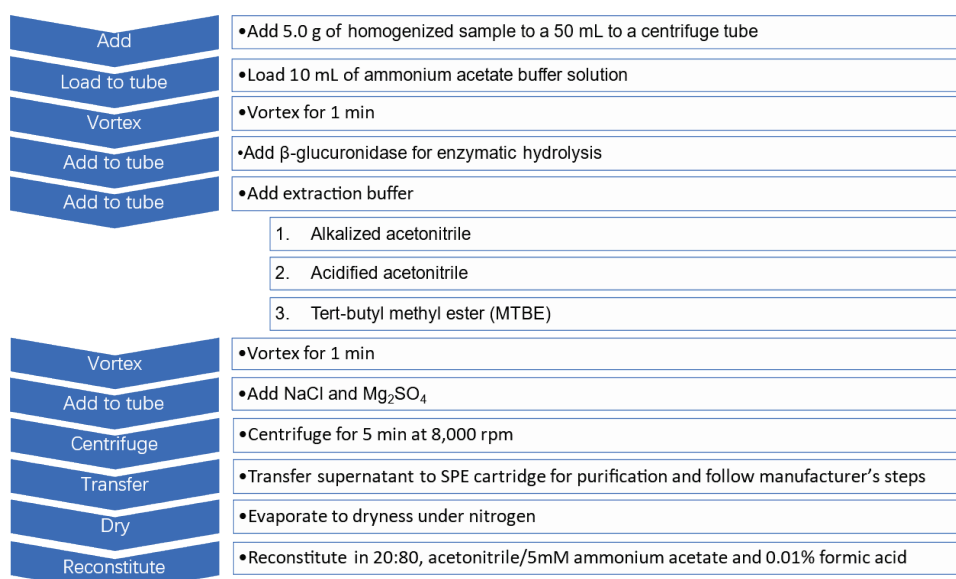 Add
•Add 5.0 g of homogenized sample to a 50 mL to a centrifuge tube
Load to tube
•Load 10 mL of ammonium acetate buffer solution
Vortex
•Vortex for 1 min
Add to tube
•Add β-glucuronidase for enzymatic hydrolysis
Add to tube
•Add extraction buffer
1. Alkalized acetonitrile
2. Acidified acetonitrile
3. Tert-butyl methyl ester (MTBE)
Vortex
•Vortex for 1 min
Add to tube
•Add NaCl and Mg₂SO₄
Centrifuge
•Centrifuge for 5 min at 8,000 rpm
Transfer
•Transfer supernatant to SPE cartridge for purification and follow manufacturer’s steps
Dry
•Evaporate to dryness under nitrogen
Reconstitute
•Reconstitute in 20:80, acetonitrile/5mM ammonium acetate and 0.01% formic acid